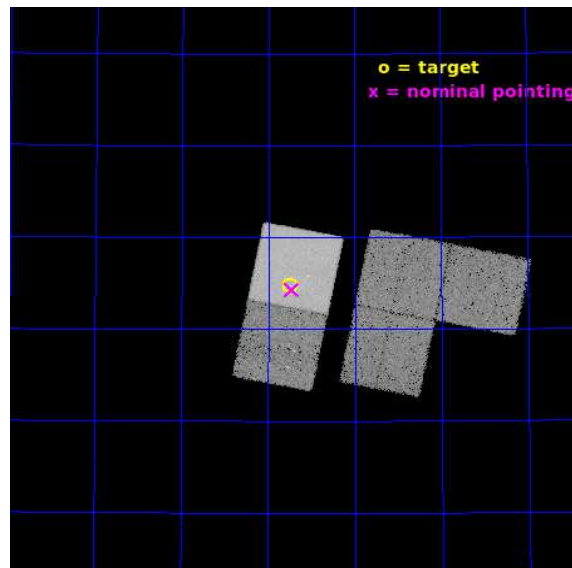 o = target
x = nominal pointing